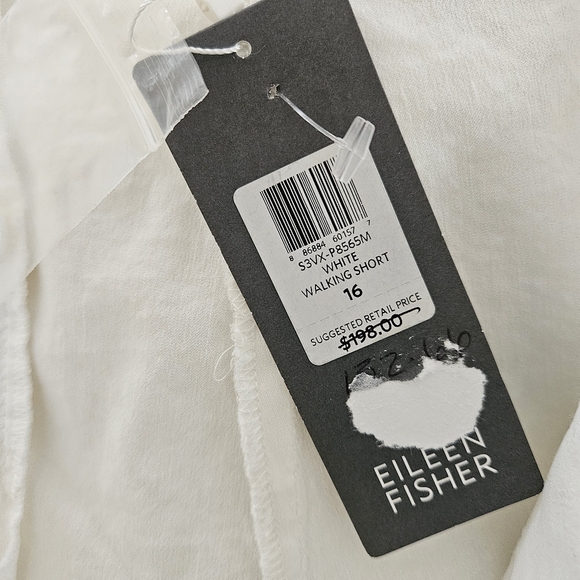 8 86884 60157 7
S3VX-P8565M
WHITE
WALKING SHORT
16
SUGGESTED RETAIL PRICE
$198.00
EILEEN
FISHER